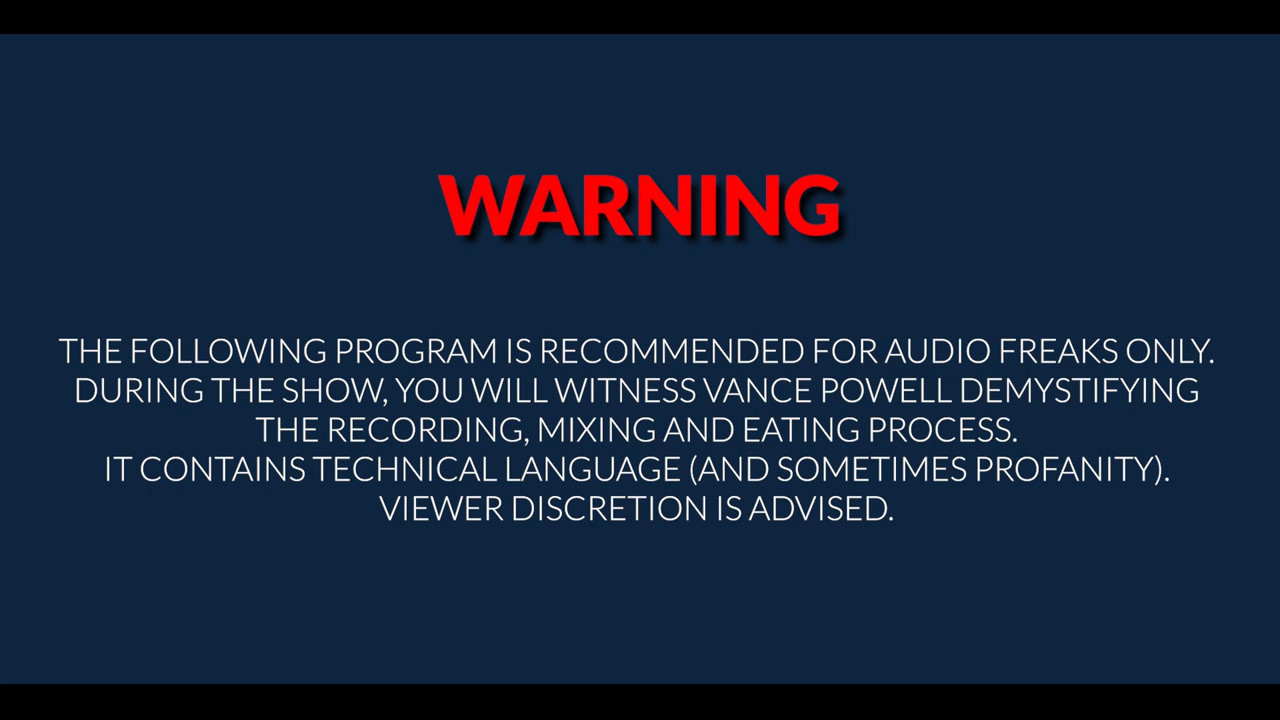 WARNING
THE FOLLOWING PROGRAM IS RECOMMENDED FOR AUDIO FREAKS ONLY.
DURING THE SHOW, YOU WILL WITNESS VANCE POWELL DEMYSTIFYING
THE RECORDING, MIXING AND EATING PROCESS.
IT CONTAINS TECHNICAL LANGUAGE (AND SOMETIMES PROFANITY).
VIEWER DISCRETION IS ADVISED.